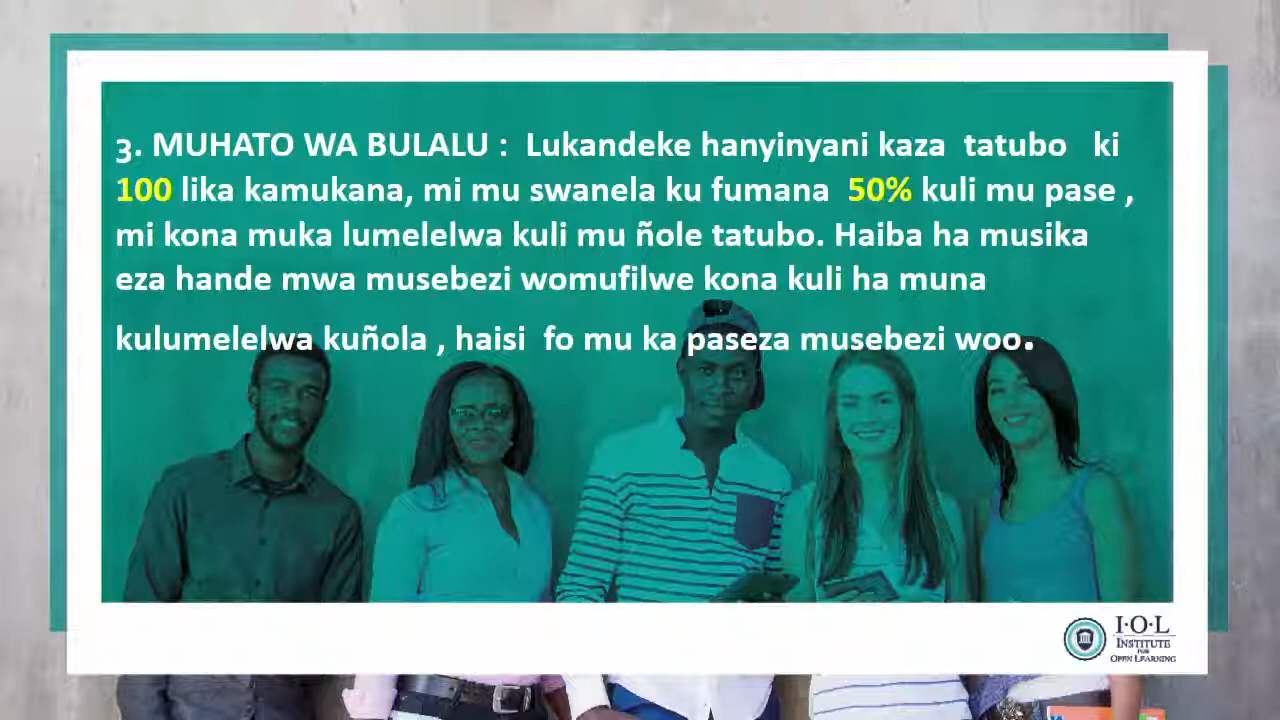 3. MUHATO WA BULALU : Lukandeke hanyinyani kaza tatubo ki
100 lika kamukana, mi mu swanela ku fumana 50% kuli mu pase ,
mi kona muka lumelelwa kuli mu ñole tatubo. Haiba ha musika
eza hande mwa musebezi womufilwe kona kuli ha muna
kulumelelwa kuñola , haisi fo mu ka paseza musebezi woo.
I·O·L
INSTITUTE
FOR
OPEN LEARNING